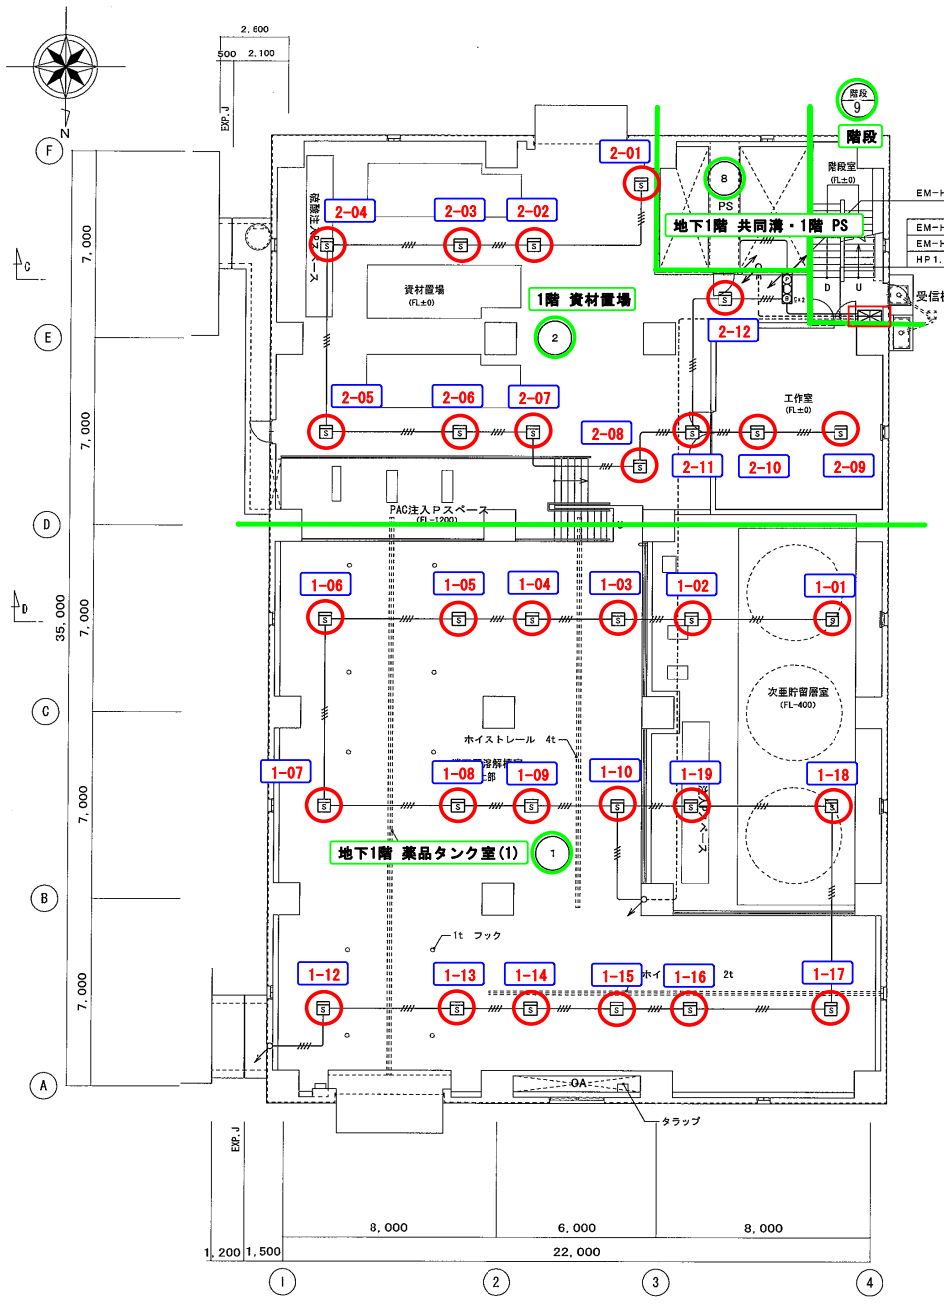 2,600
500 2,100
EXP.J
N
階段
9
階段
F
2-01
8
PS
階段室
(FL±0)
EM-H
EM-H
EM-H
HP1.
硫酸注入Pスペース
2-04
2-03
2-02
S
S
S
S
地下1階 共同溝・1階 PS
7,000
C
資材置場
(FL±0)
1階 資材置場
S
D
U
受信機
E
2
2-12
2-05
2-06
2-07
2-08
工作室
(FL±0)
7,000
S
S
S
S
S
S
S
2-11
2-10
2-09
PAC注入Pスペース
(FL-1200)
D
1-06
1-05
1-04
1-03
1-02
1-01
D
35,000
7,000
S
S
S
S
S
次亜貯留層室
(FL-400)
C
ホイストレール 4t
1-07
1-08
1-09
1-10
1-19
1-18
7,000
S
S
S
S
S
S
地下1階 薬品タンク室(1)
1
B
1t フック
1-12
1-13
1-14
1-15
ホイ
1-16
2t
1-17
7,000
S
S
S
S
S
S
A
OA
タラップ
EXP.J
8,000
6,000
8,000
1,200
1,500
22,000
1
2
3
4